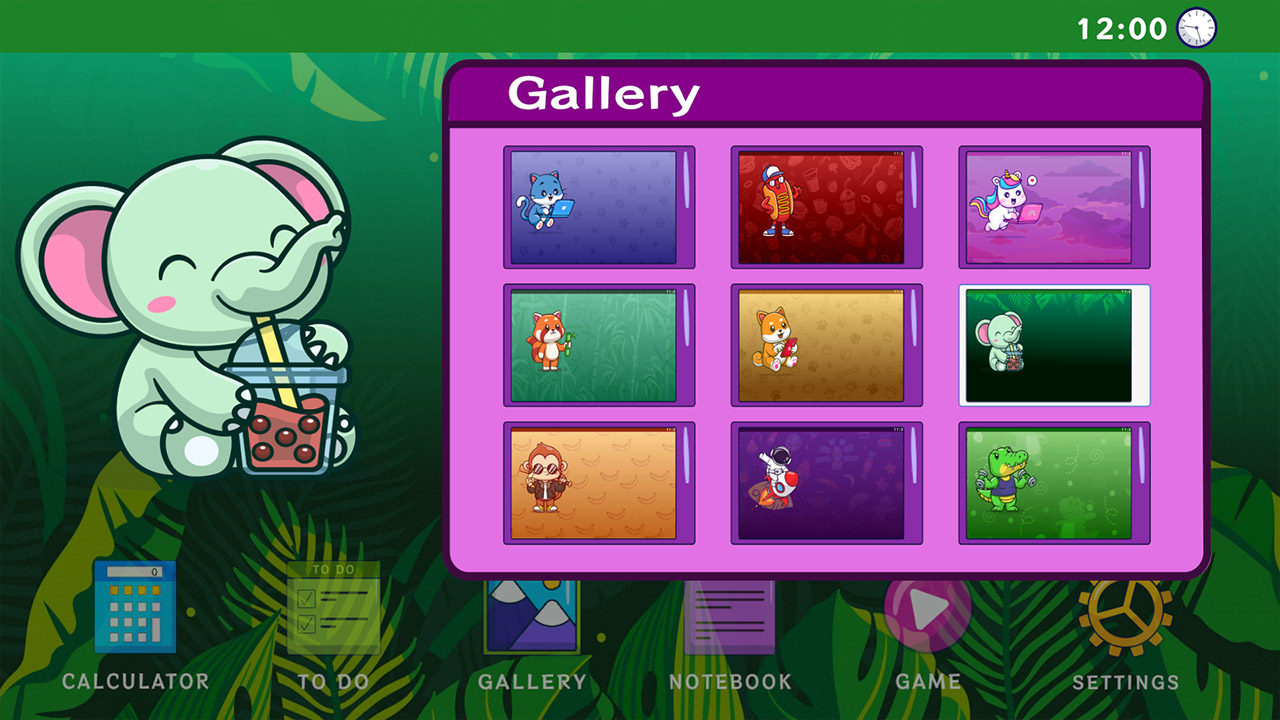 12:00
Gallery
0
TO DO
CALCULATOR
TO DO
GALLERY
NOTEBOOK
GAME
SETTINGS